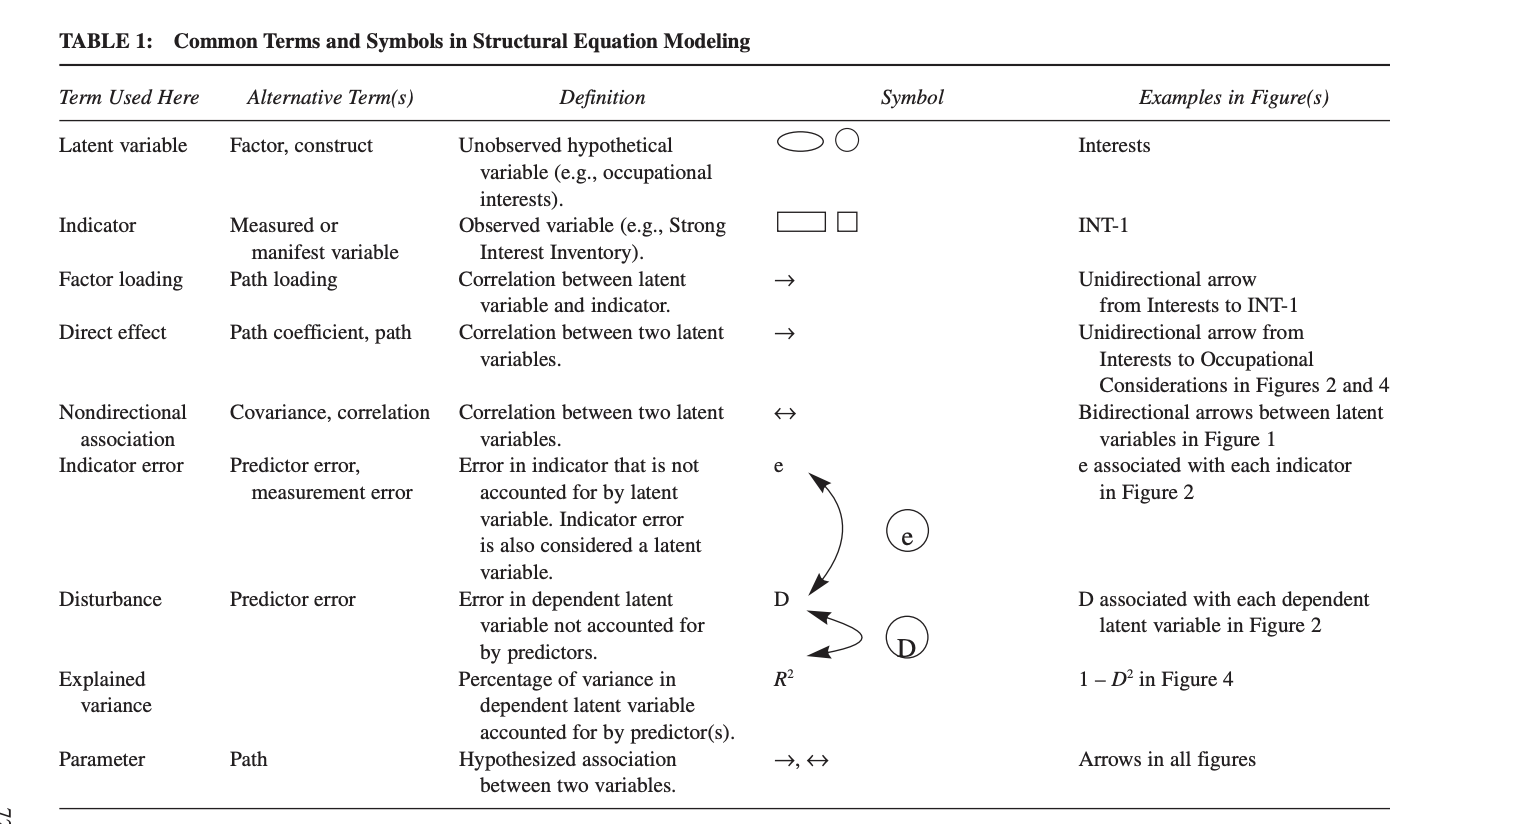 TABLE 1: Common Terms and Symbols in Structural Equation Modeling
Term Used Here Alternative Term(s) Definition Symbol Examples in Figure(s)
Latent variable Factor, construct Unobserved hypothetical Interests
variable (e.g., occupational
interests).
Indicator Measured or Observed variable (e.g., Strong INT-1
manifest variable Interest Inventory).
Factor loading Path loading Correlation between latent → Unidirectional arrow
variable and indicator. from Interests to INT-1
Direct effect Path coefficient, path Correlation between two latent → Unidirectional arrow from
variables. Interests to Occupational
Considerations in Figures 2 and 4
Nondirectional Covariance, correlation Correlation between two latent ↔ Bidirectional arrows between latent
association variables. variables in Figure 1
Indicator error Predictor error, Error in indicator that is not e e associated with each indicator
measurement error accounted for by latent in Figure 2
variable. Indicator error
e
is also considered a latent
variable.
Disturbance Predictor error Error in dependent latent D D associated with each dependent
variable not accounted for latent variable in Figure 2
by predictors. D
Explained Percentage of variance in R² 1 – D² in Figure 4
variance dependent latent variable
accounted for by predictor(s).
Parameter Path Hypothesized association →, ↔ Arrows in all figures
between two variables.